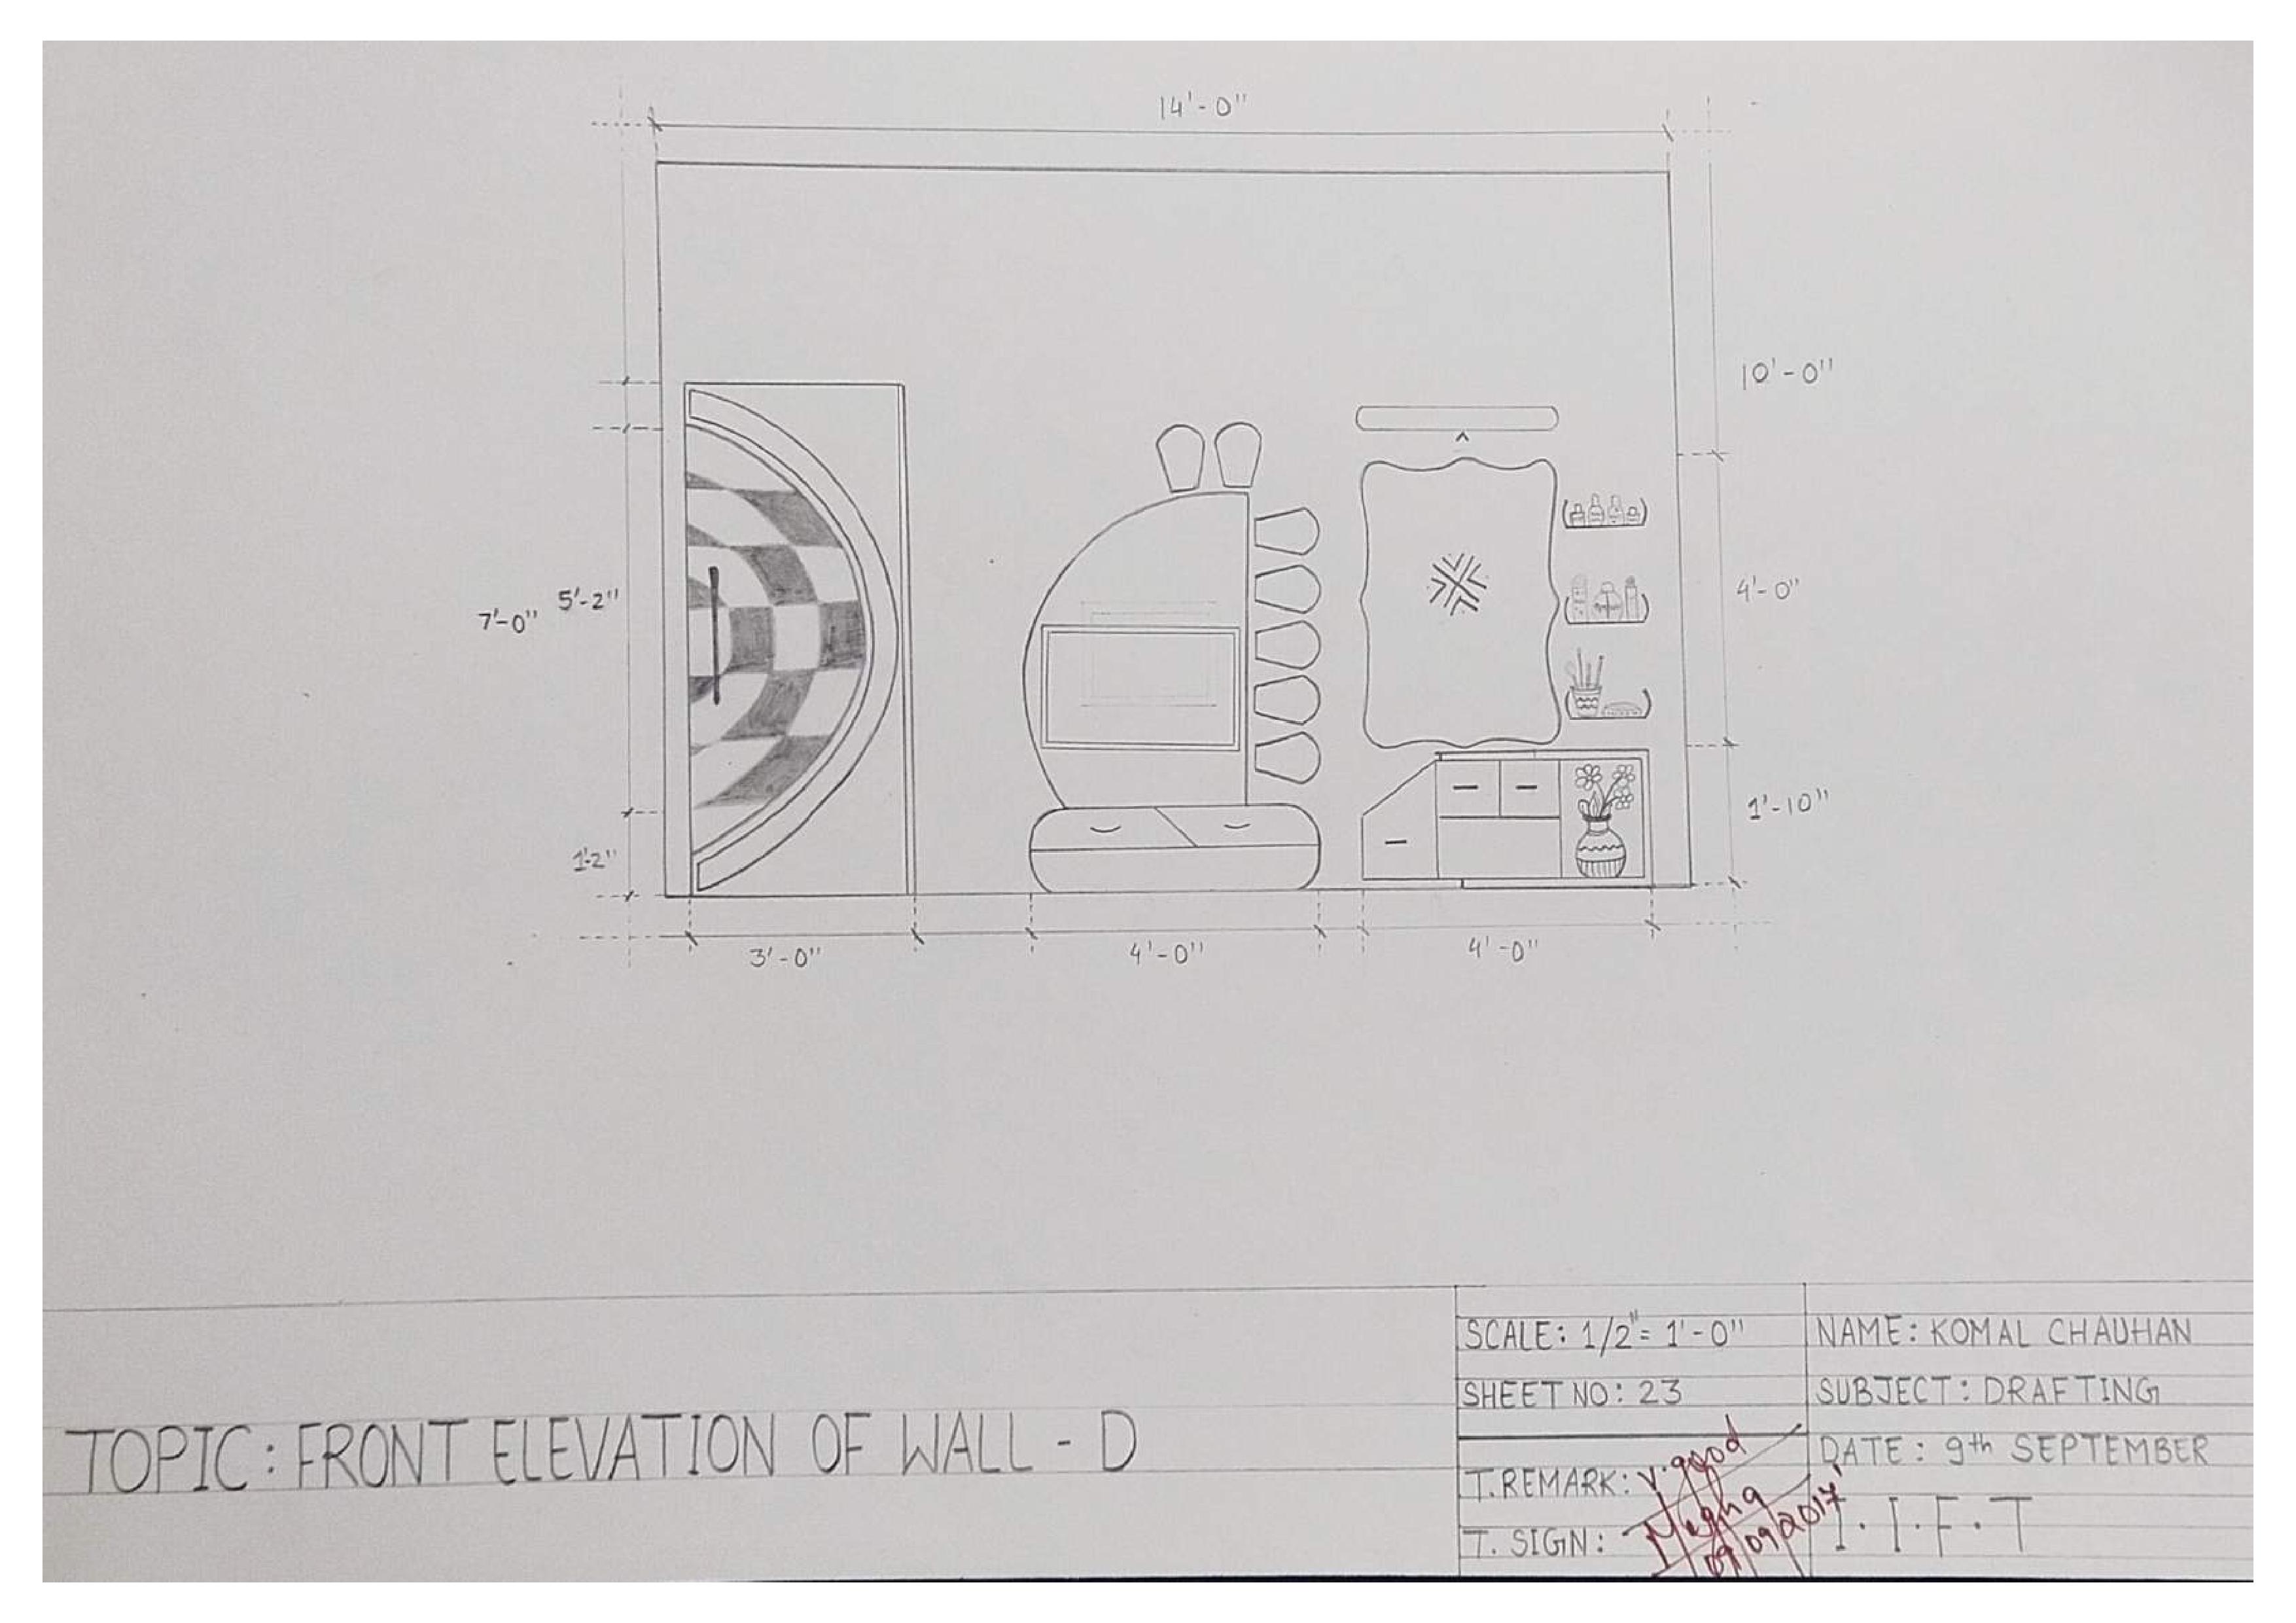 14'-0"
10'-0"
7'-0" 5'-2"
4'-0"
1'-10"
1'-2"
3'-0"
4'-0"
4'-0"
SCALE: 1/2" = 1'-0"
NAME: KOMAL CHAUHAN
SHEET NO: 23
SUBJECT: DRAFTING
TOPIC: FRONT ELEVATION OF WALL - D
DATE: 9th SEPTEMBER
T. REMARK: V. good
T. SIGN: Megha
09/09/2017
I.I.F.T